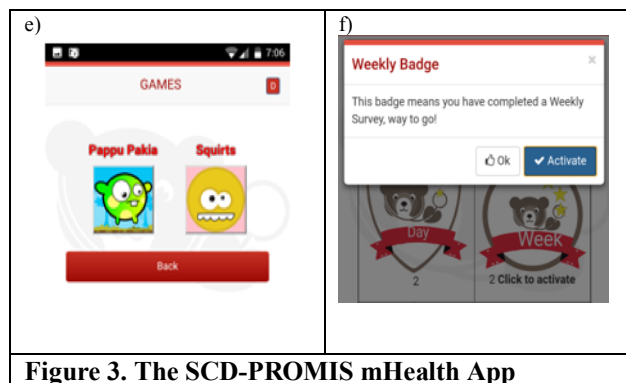 e)
7:06
GAMES
D
Pappu Pakia
Squirts
Back
f)
Weekly Badge
×
This badge means you have completed a Weekly
Survey, way to go!
Ok
Activate
Day
Week
2
2 Click to activate
Figure 3. The SCD-PROMIS mHealth App